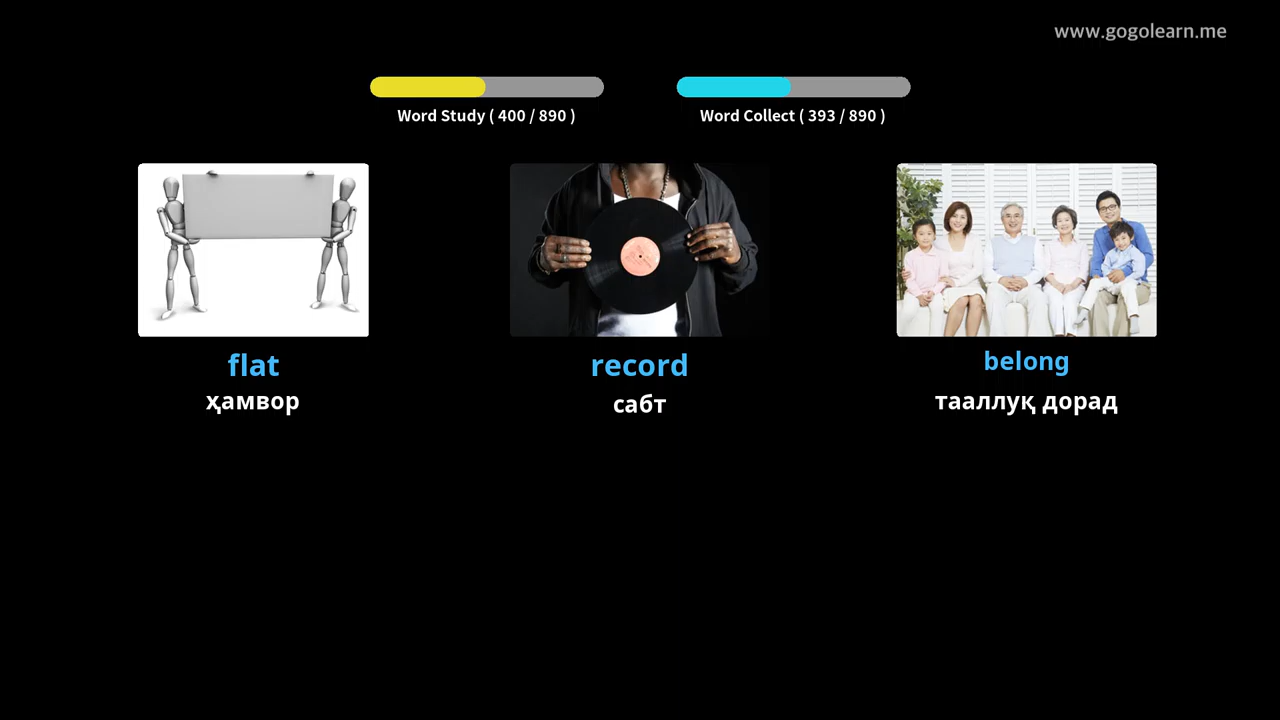 www.gogolearn.me
Word Study ( 400 / 890 )
Word Collect ( 393 / 890 )
flat
ҳамвор
record
сабт
belong
тааллуқ дорад